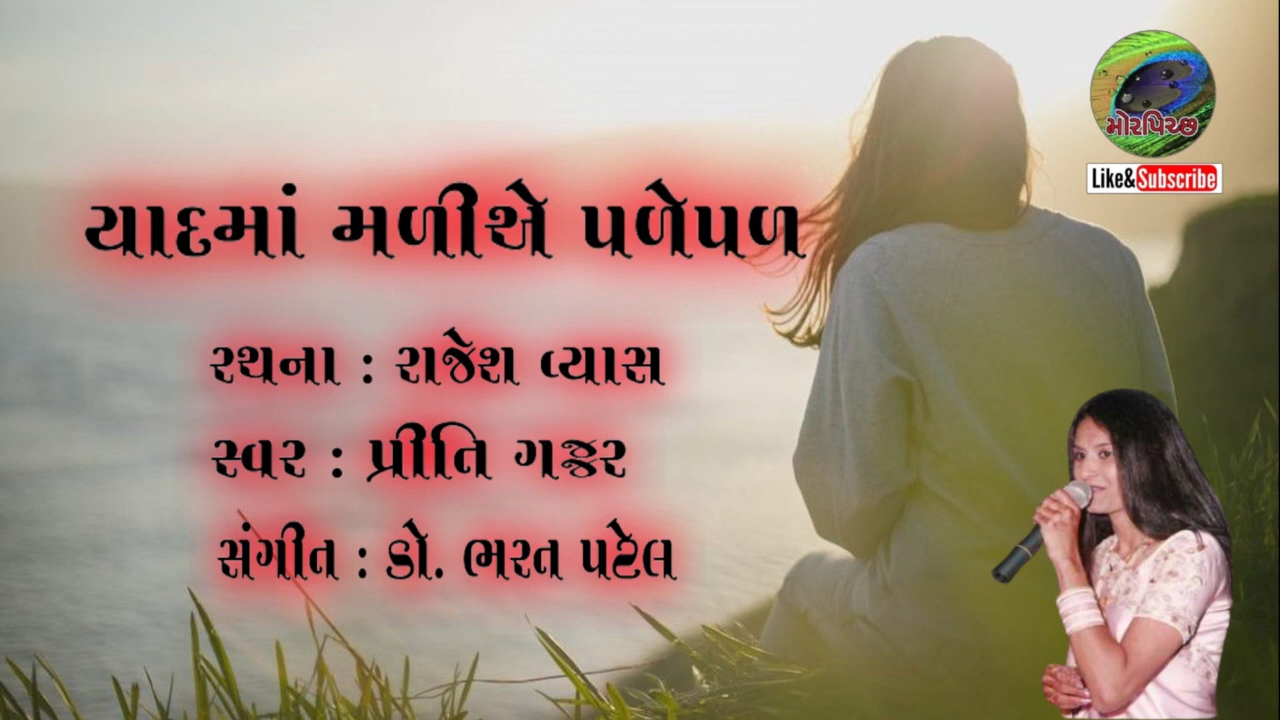 યાદમાં મળીએ પળેપળ
રચના : રાજેશ વ્યાસ
સ્વર : પ્રીતિ ગજ્જર
સંગીત : ડો. ભરત પટેલ
મોરપિચ્છ
Like&Subscribe